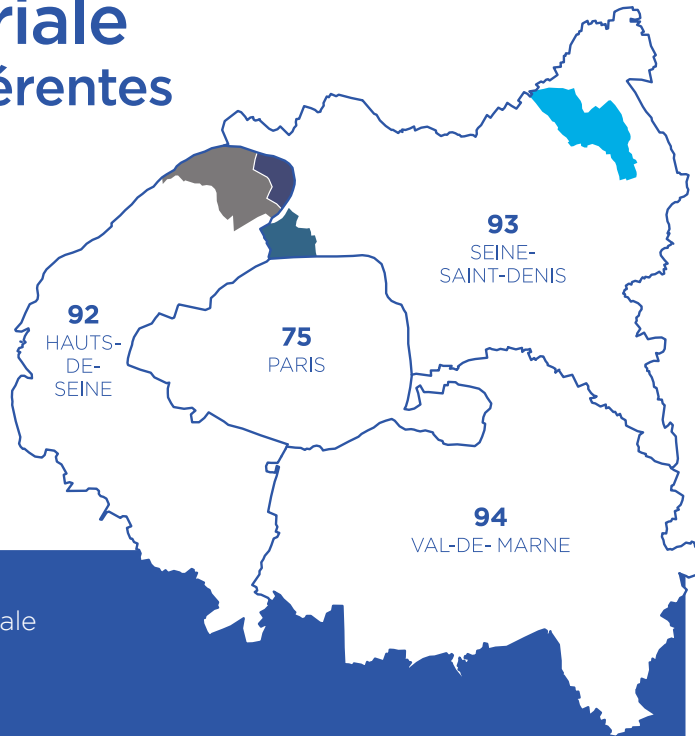 riale
érentes
93
SEINE-
SAINT-DENIS
92
HAUTS-
DE-
SEINE
75
PARIS
94
VAL-DE- MARNE
ale